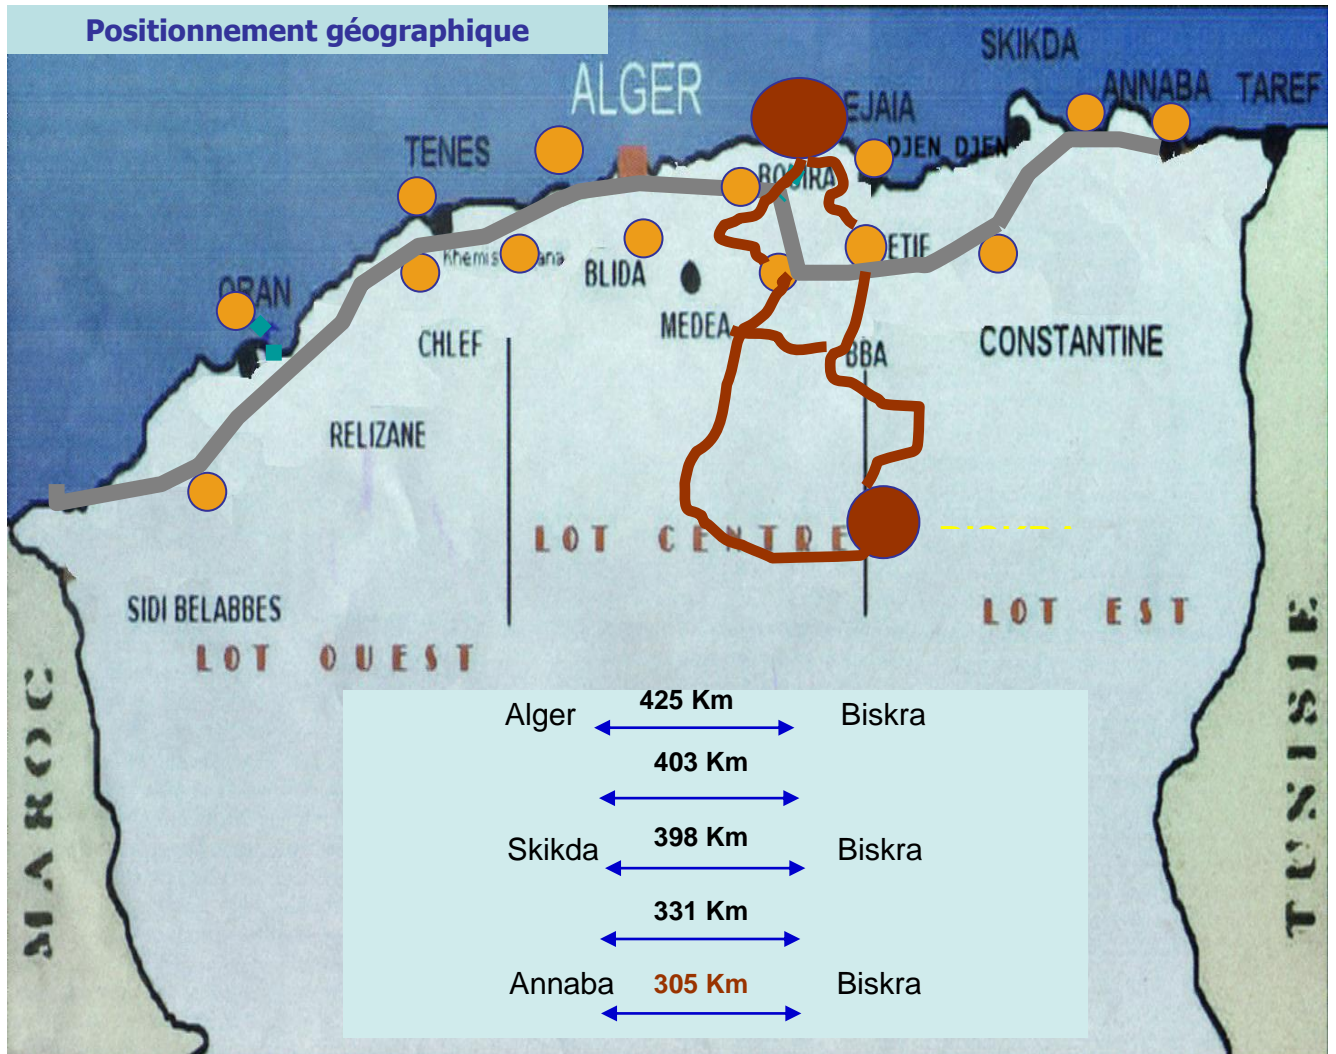 Positionnement géographique
SKIKDA
ALGER
ANNABA
TAREF
EJAIA
TENES
DJEN DJEN
BOUIRA
ETIF
Khemis ana
BLIDA
ORAN
MEDEA
CHLEF
BBA
CONSTANTINE
RELIZANE
LOT CENTRE
SIDI BELABBES
LOT EST
LOT OUEST
MAROC
TUNISIE
Alger 425 Km Biskra
403 Km
Skikda 398 Km Biskra
331 Km
Annaba 305 Km Biskra